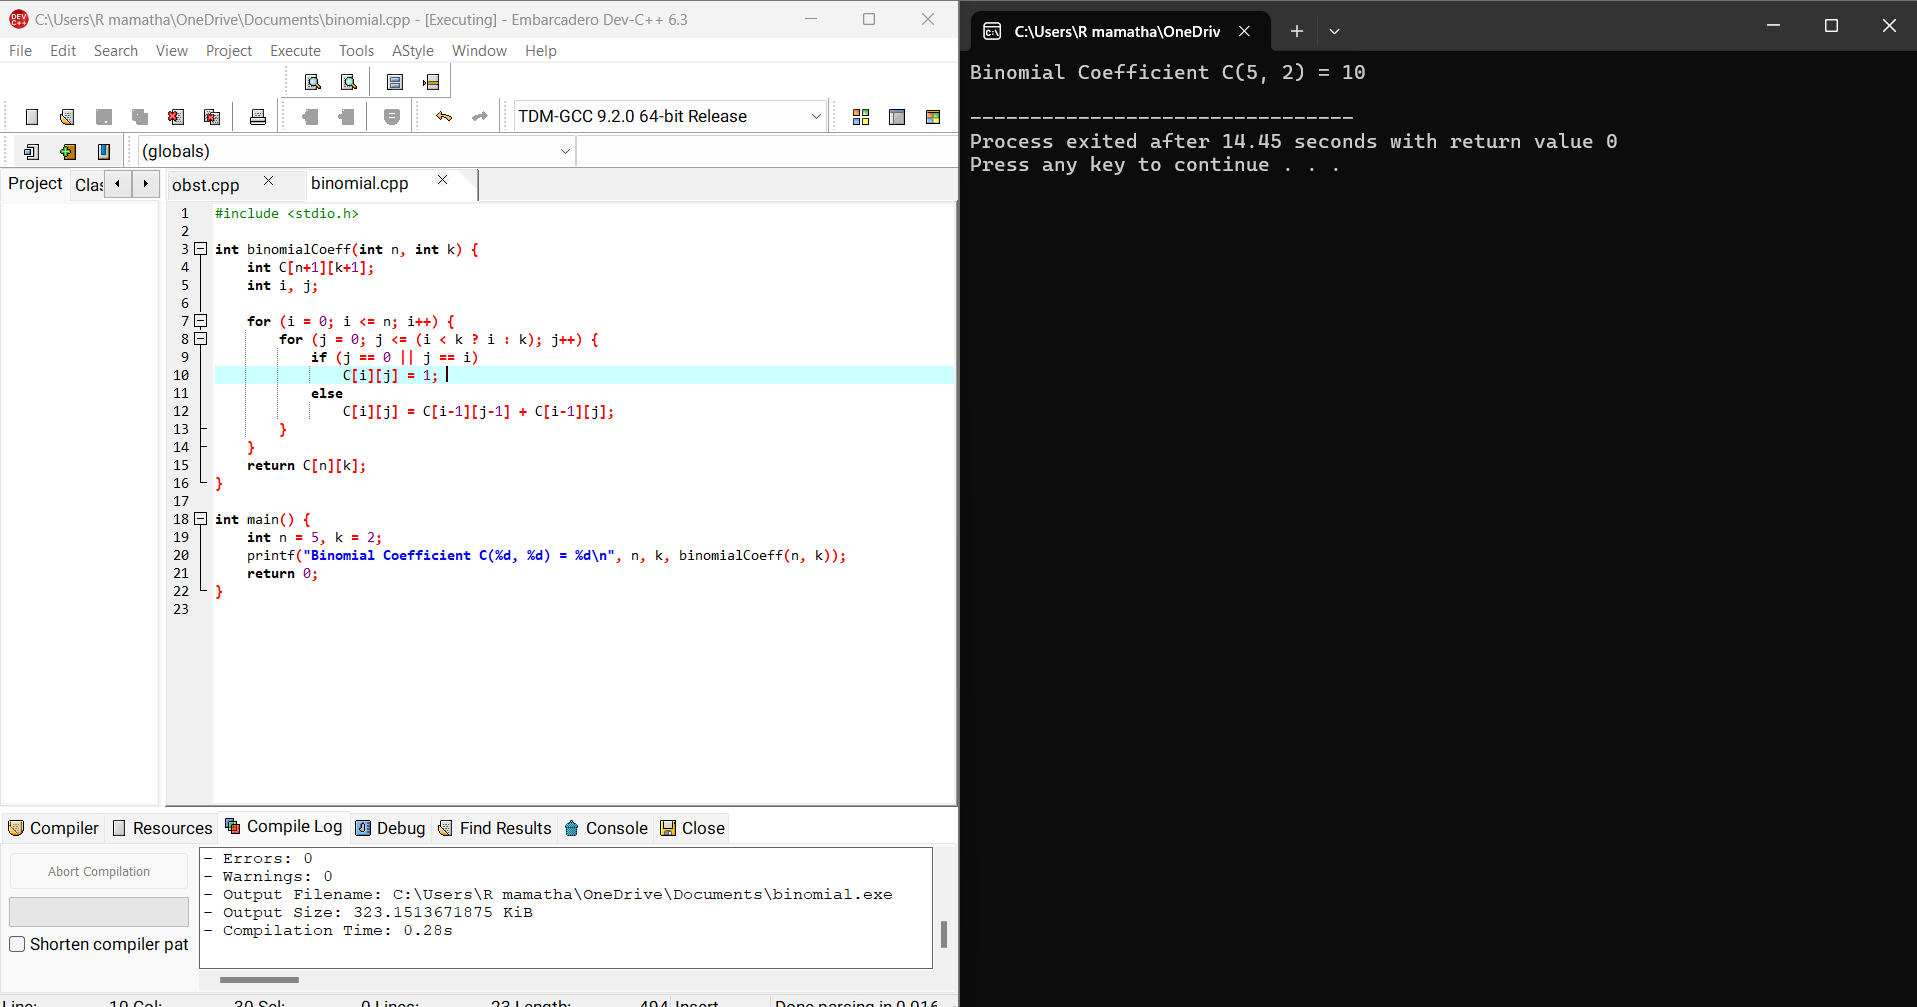 C:\Users\R mamatha\OneDrive\Documents\binomial.cpp - [Executing] - Embarcadero Dev-C++ 6.3
File Edit Search View Project Execute Tools AStyle Window Help
TDM-GCC 9.2.0 64-bit Release
(globals)
Project Clas
obst.cpp binomial.cpp
1 #include <stdio.h>
2
3 int binomialCoeff(int n, int k) {
4     int C[n+1][k+1];
5     int i, j;
6
7     for (i = 0; i <= n; i++) {
8         for (j = 0; j <= (i < k ? i : k); j++) {
9             if (j == 0 || j == i)
10                 C[i][j] = 1;
11             else
12                 C[i][j] = C[i-1][j-1] + C[i-1][j];
13         }
14     }
15     return C[n][k];
16 }
17
18 int main() {
19     int n = 5, k = 2;
20     printf("Binomial Coefficient C(%d, %d) = %d\n", n, k, binomialCoeff(n, k));
21     return 0;
22 }
23
Compiler Resources Compile Log Debug Find Results Console Close
Abort Compilation
Shorten compiler pat
- Errors: 0
- Warnings: 0
- Output Filename: C:\Users\R mamatha\OneDrive\Documents\binomial.exe
- Output Size: 323.1513671875 KiB
- Compilation Time: 0.28s
Line: 10 Col: 30 Sel: 0 Lines: 23 Length: 494 Insert Done parsing in 0.016
C:\Users\R mamatha\OneDriv
Binomial Coefficient C(5, 2) = 10
--------------------------------
Process exited after 14.45 seconds with return value 0
Press any key to continue . . .